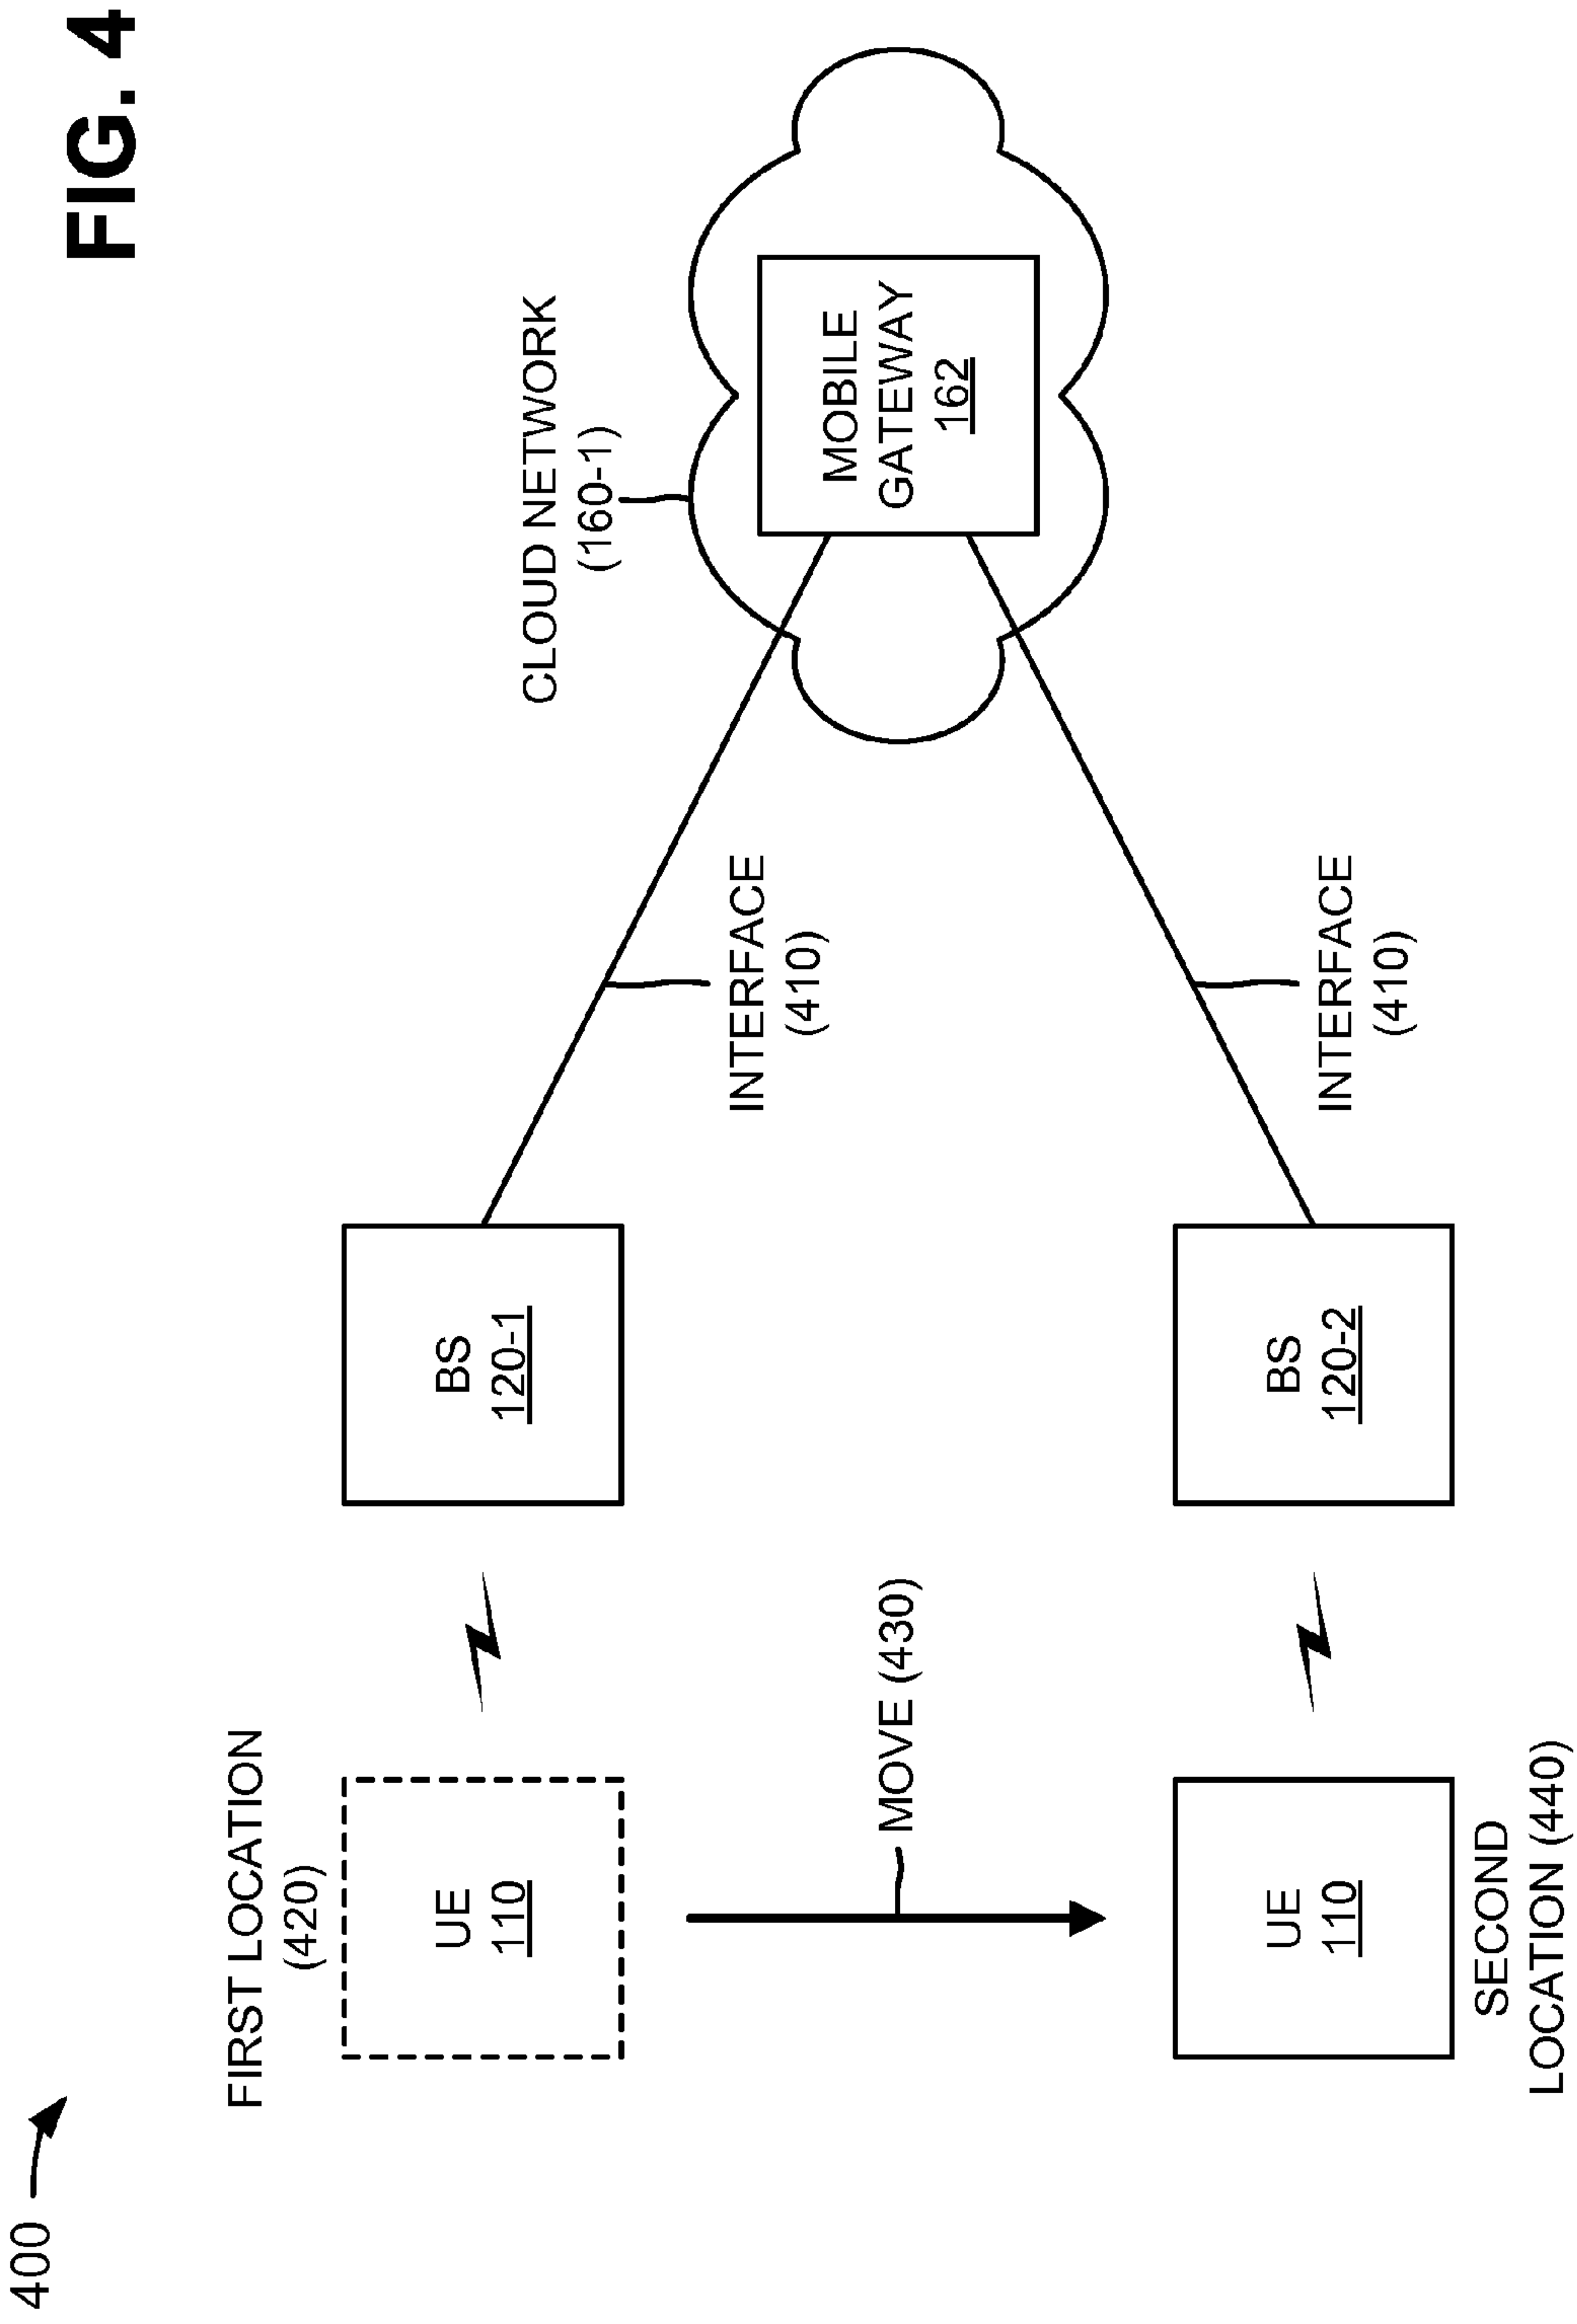 FIG. 4
400
FIRST LOCATION
(420)
UE
110
BS
120-1
CLOUD NETWORK
(160-1)
INTERFACE
(410)
MOBILE
GATEWAY
162
MOVE (430)
UE
110
BS
120-2
INTERFACE
(410)
SECOND
LOCATION (440)